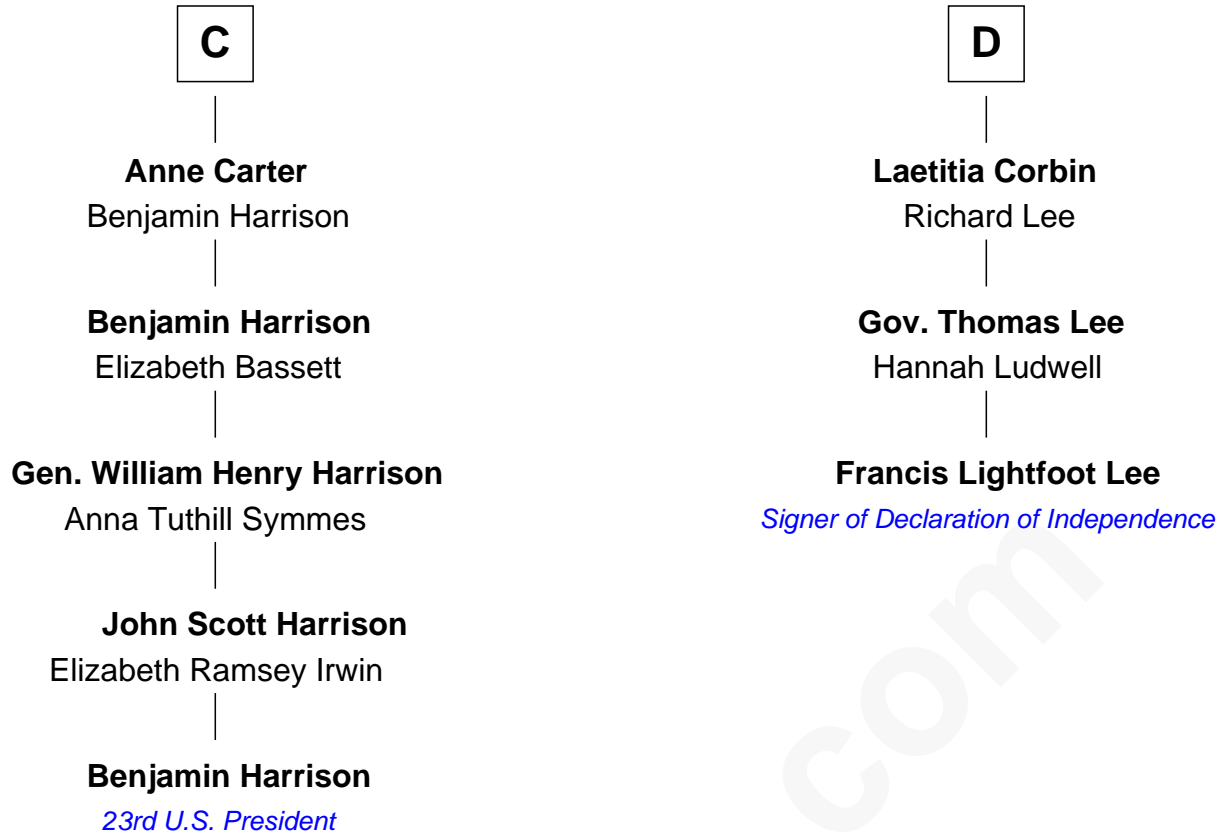 C
Anne Carter
Benjamin Harrison
Benjamin Harrison
Elizabeth Bassett
Gen. William Henry Harrison
Anna Tuthill Symmes
John Scott Harrison
Elizabeth Ramsey Irwin
Benjamin Harrison
23rd U.S. President
D
Laetitia Corbin
Richard Lee
Gov. Thomas Lee
Hannah Ludwell
Francis Lightfoot Lee
Signer of Declaration of Independence
com